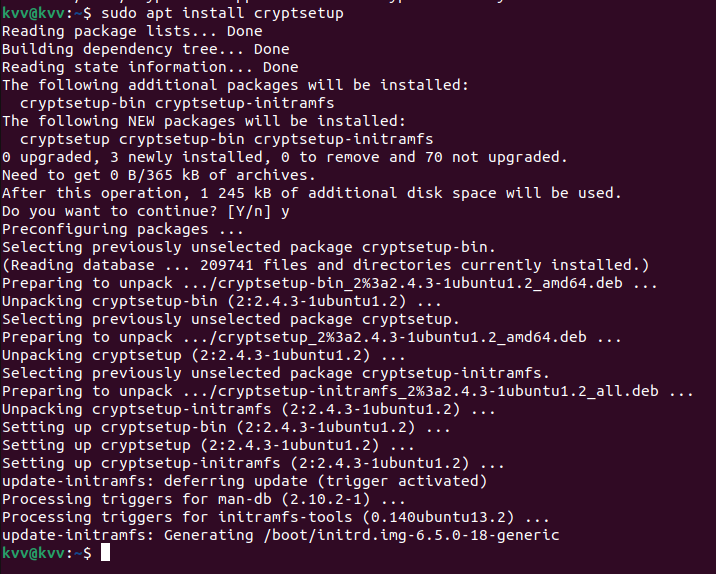 kvv@kvv:~$ sudo apt install cryptsetup
Reading package lists... Done
Building dependency tree... Done
Reading state information... Done
The following additional packages will be installed:
  cryptsetup-bin cryptsetup-initramfs
The following NEW packages will be installed:
  cryptsetup cryptsetup-bin cryptsetup-initramfs
0 upgraded, 3 newly installed, 0 to remove and 70 not upgraded.
Need to get 0 B/365 kB of archives.
After this operation, 1 245 kB of additional disk space will be used.
Do you want to continue? [Y/n] y
Preconfiguring packages ...
Selecting previously unselected package cryptsetup-bin.
(Reading database ... 209741 files and directories currently installed.)
Preparing to unpack .../cryptsetup-bin_2%3a2.4.3-1ubuntu1.2_amd64.deb ...
Unpacking cryptsetup-bin (2:2.4.3-1ubuntu1.2) ...
Selecting previously unselected package cryptsetup.
Preparing to unpack .../cryptsetup_2%3a2.4.3-1ubuntu1.2_amd64.deb ...
Unpacking cryptsetup (2:2.4.3-1ubuntu1.2) ...
Selecting previously unselected package cryptsetup-initramfs.
Preparing to unpack .../cryptsetup-initramfs_2%3a2.4.3-1ubuntu1.2_all.deb ...
Unpacking cryptsetup-initramfs (2:2.4.3-1ubuntu1.2) ...
Setting up cryptsetup-bin (2:2.4.3-1ubuntu1.2) ...
Setting up cryptsetup (2:2.4.3-1ubuntu1.2) ...
Setting up cryptsetup-initramfs (2:2.4.3-1ubuntu1.2) ...
update-initramfs: deferring update (trigger activated)
Processing triggers for man-db (2.10.2-1) ...
Processing triggers for initramfs-tools (0.140ubuntu13.2) ...
update-initramfs: Generating /boot/initrd.img-6.5.0-18-generic
kvv@kvv:~$